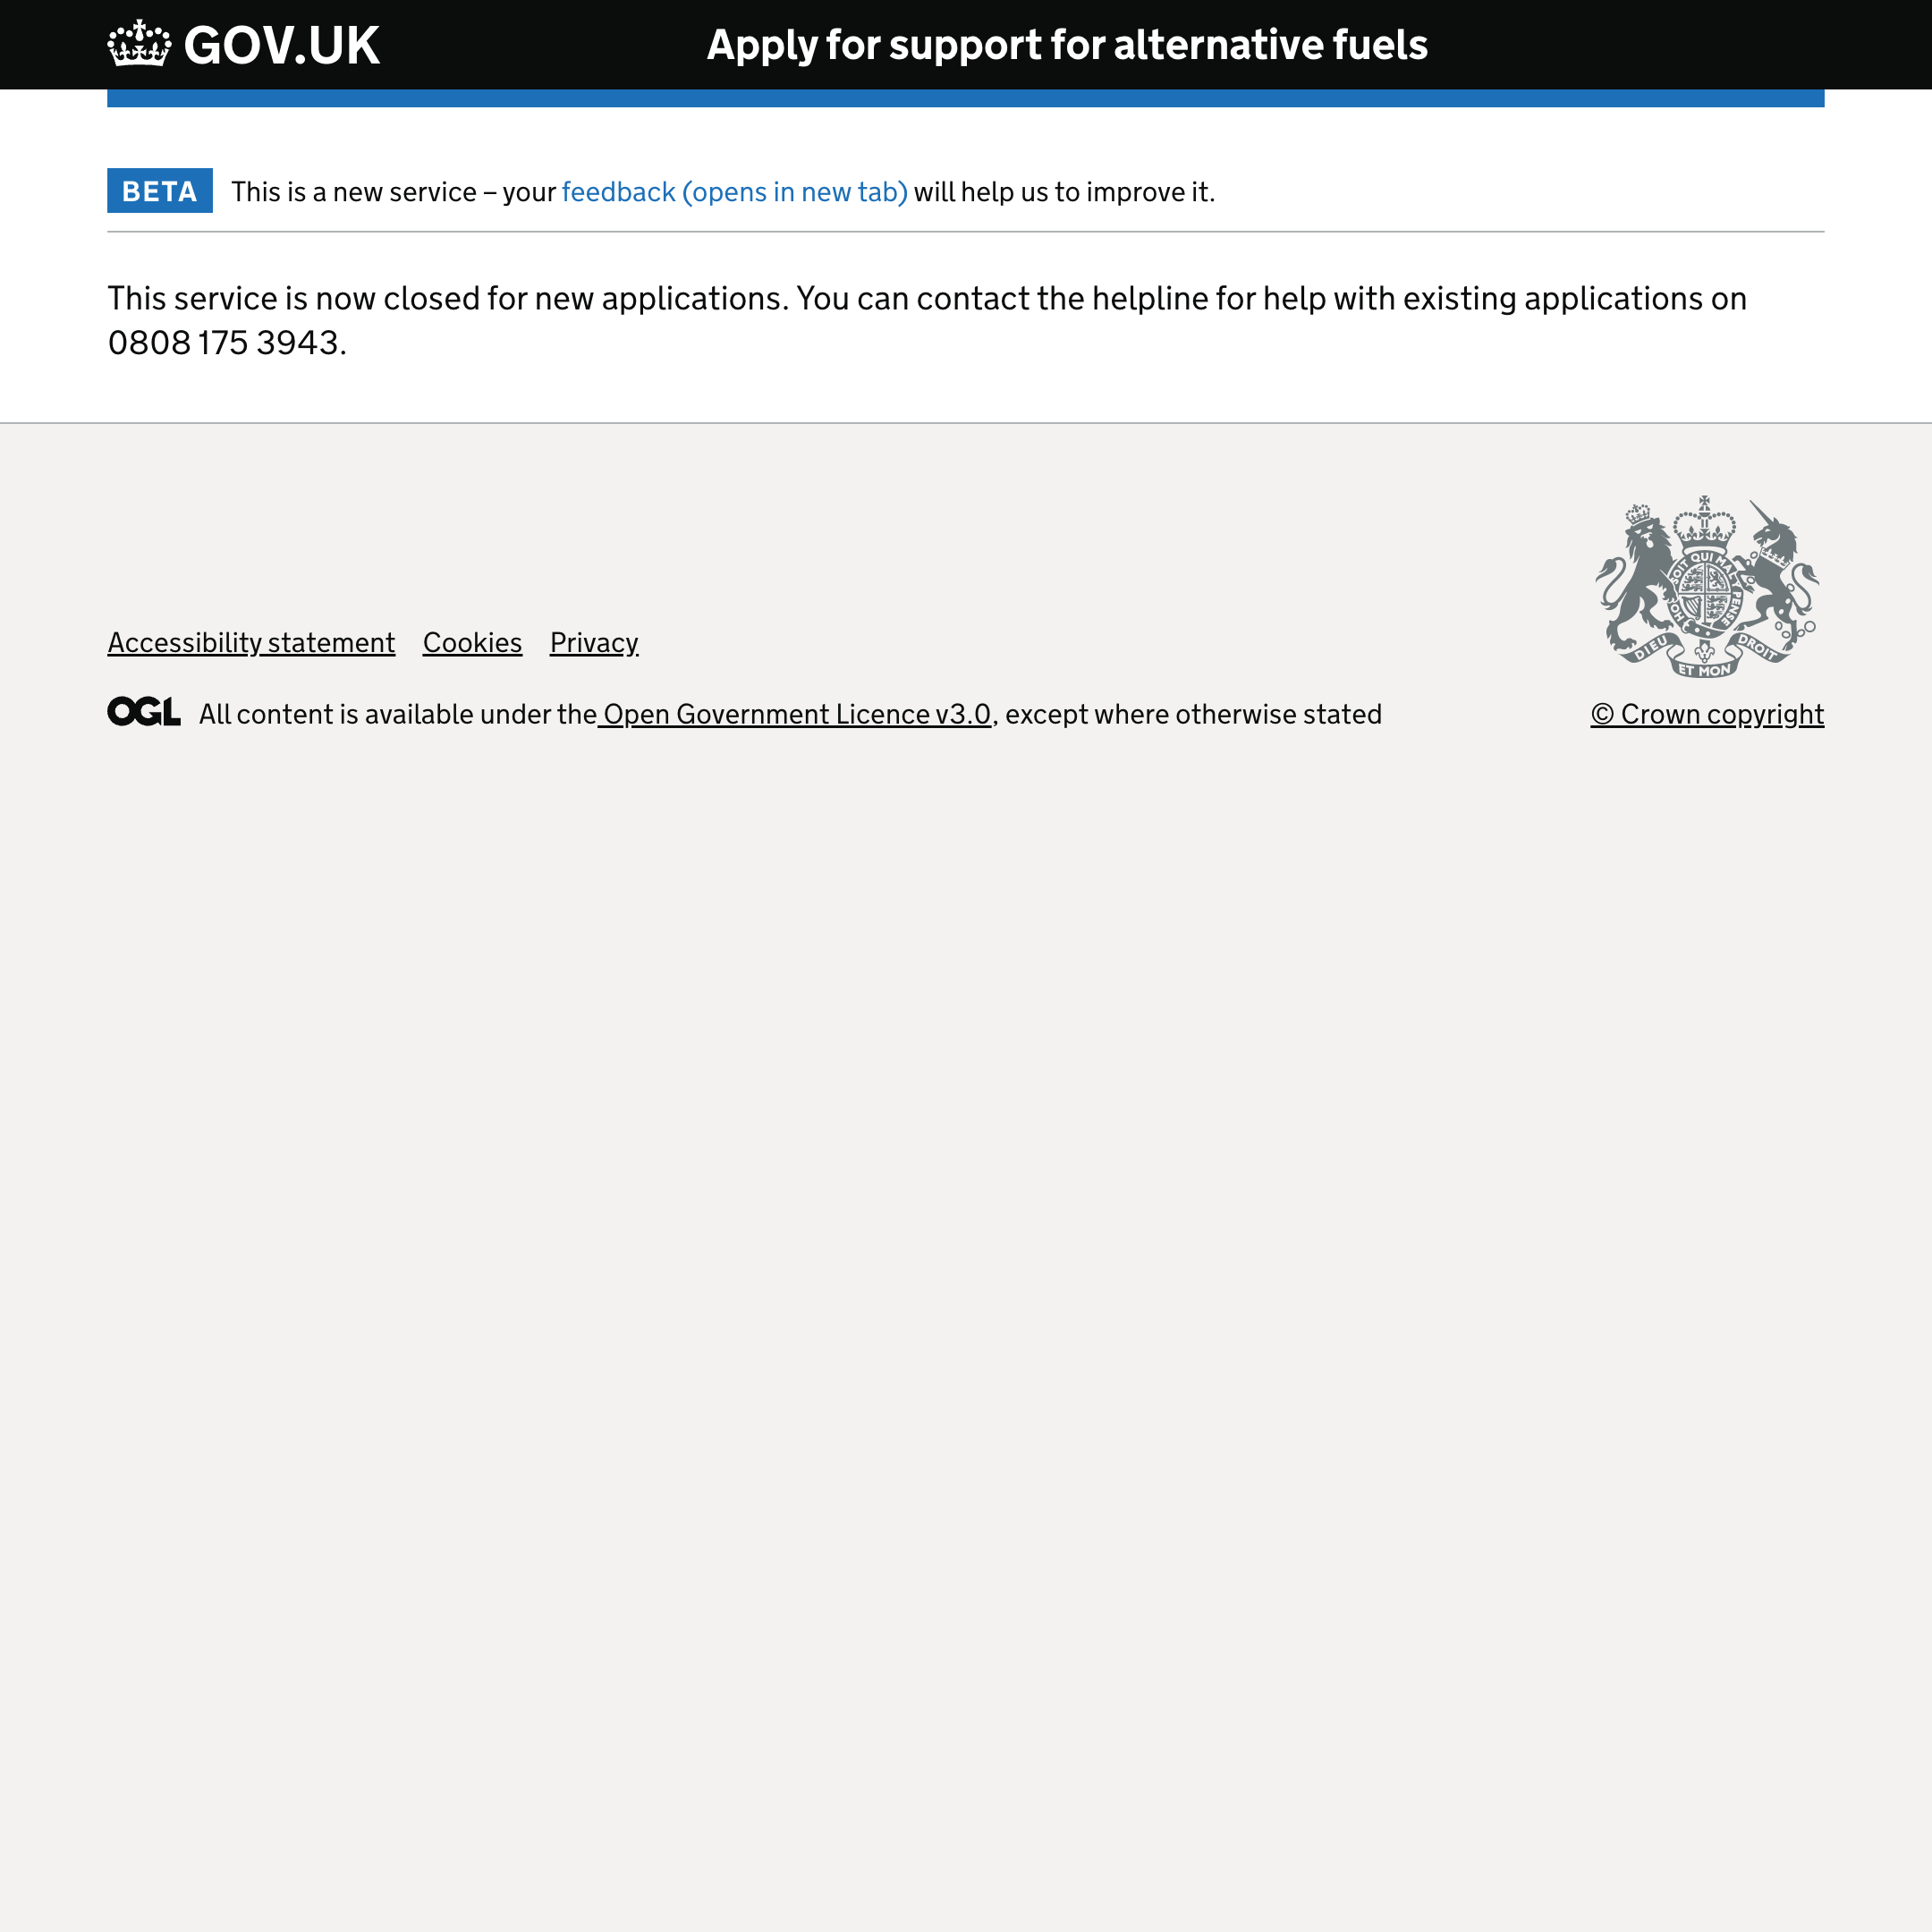 GOV.UK
Apply for support for alternative fuels
BETA This is a new service – your feedback (opens in new tab) will help us to improve it.
This service is now closed for new applications. You can contact the helpline for help with existing applications on
0808 175 3943.
Accessibility statement Cookies Privacy
HONI SOIT QUI MAL Y PENSE
DIEU ET MON DROIT
OGL All content is available under the Open Government Licence v3.0, except where otherwise stated
© Crown copyright